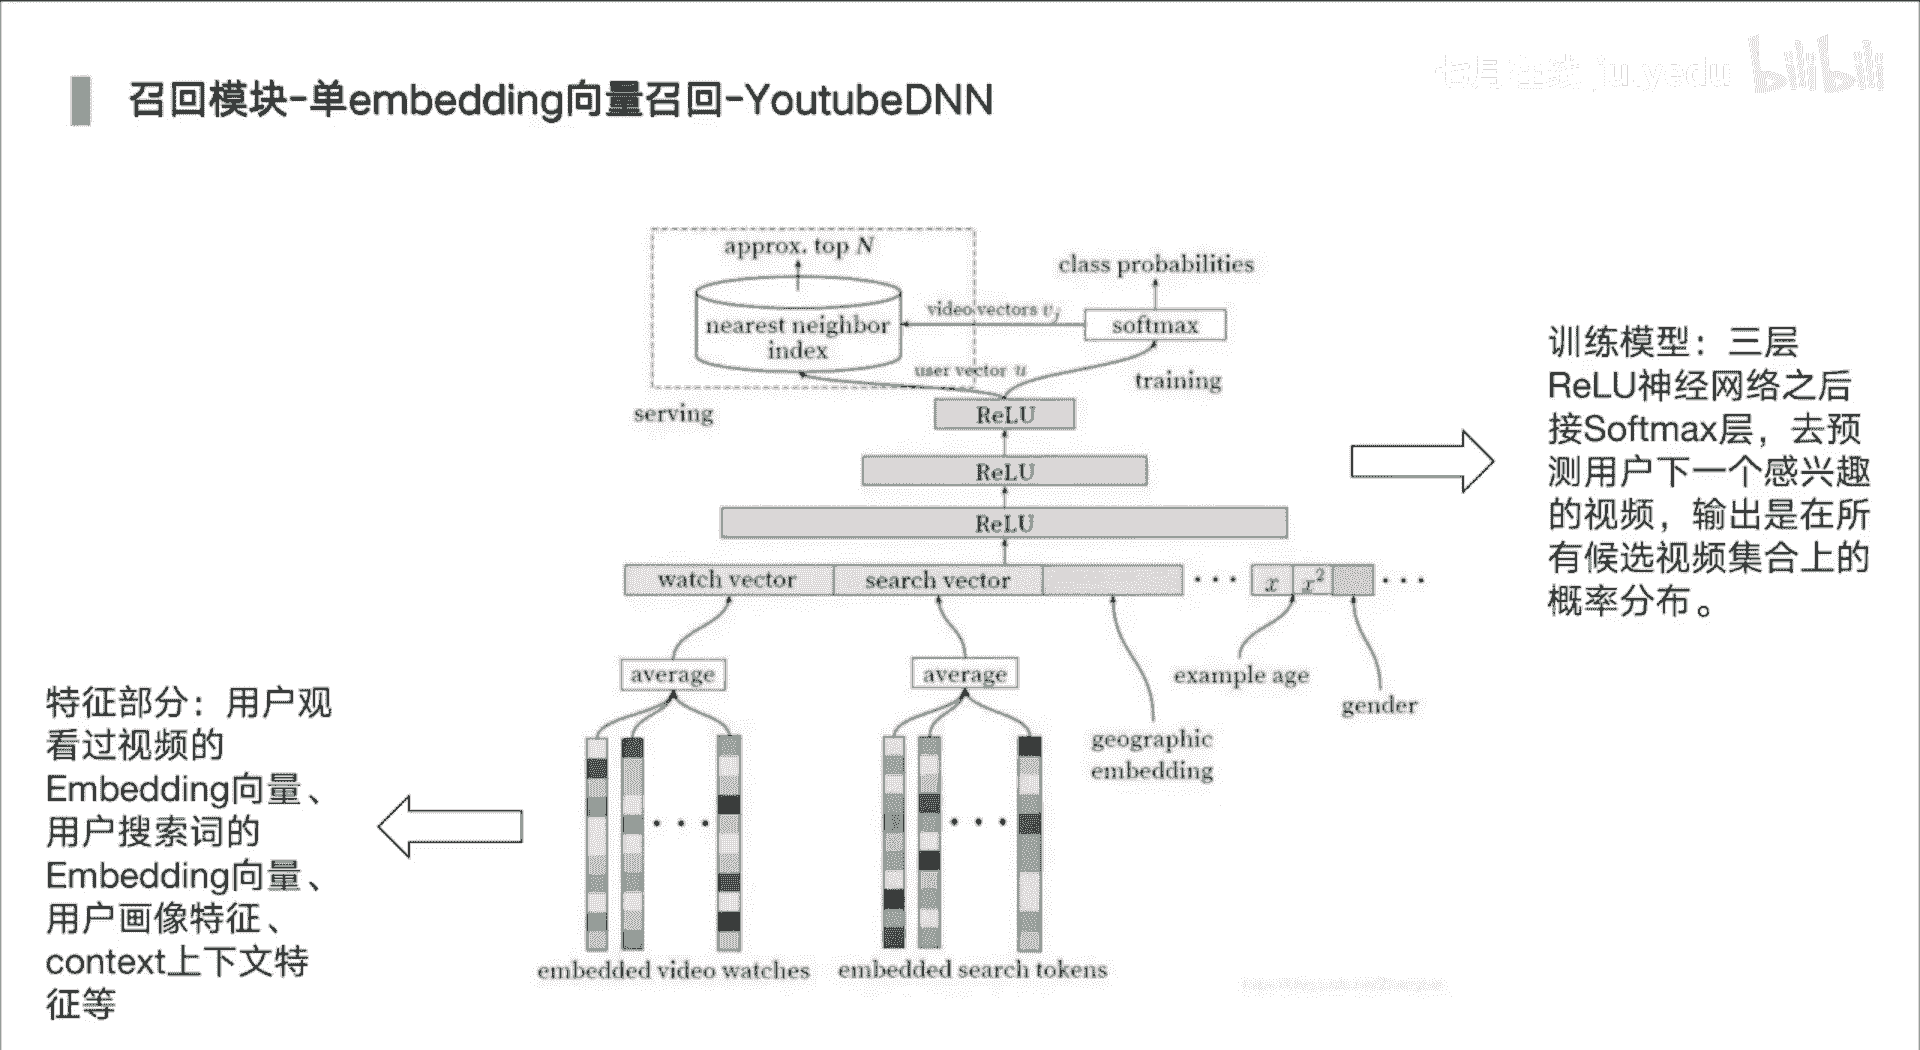 召回模块-单embedding向量召回-YoutubeDNN
七月在线 julyedu
bilibili
approx. top N
nearest neighbor
index
video vectors vj
user vector u
class probabilities
softmax
training
serving
ReLU
ReLU
ReLU
watch vector
search vector
x
x²
average
average
example age
gender
geographic
embedding
embedded video watches
embedded search tokens
训练模型：三层
ReLU神经网络之后
接Softmax层，去预
测用户下一个感兴趣
的视频，输出是在所
有候选视频集合上的
概率分布。
特征部分：用户观
看过视频的
Embedding向量、
用户搜索词的
Embedding向量、
用户画像特征、
context上下文特
征等